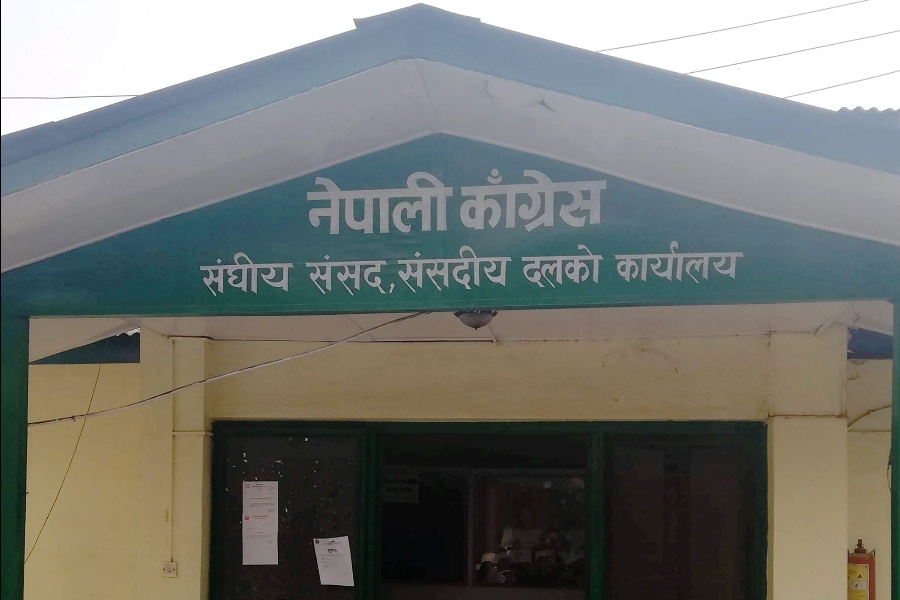 नेपाली काँग्रेस
संघीय संसद,संसदीय दलको कार्यालय